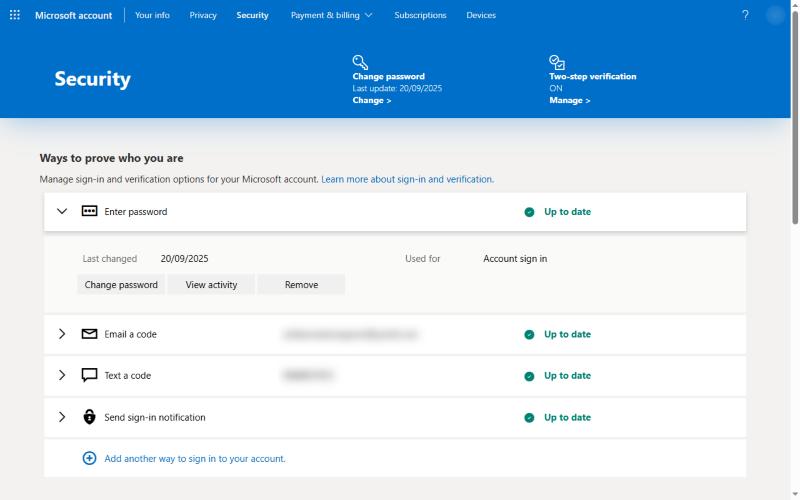 Microsoft account Your info Privacy Security Payment & billing Subscriptions Devices ?
Security
Change password
Last update: 20/09/2025
Change >
Two-step verification
ON
Manage >
Ways to prove who you are
Manage sign-in and verification options for your Microsoft account. Learn more about sign-in and verification.
Enter password Up to date
Last changed 20/09/2025 Used for Account sign in
Change password View activity Remove
Email a code Up to date
Text a code Up to date
Send sign-in notification Up to date
Add another way to sign in to your account.